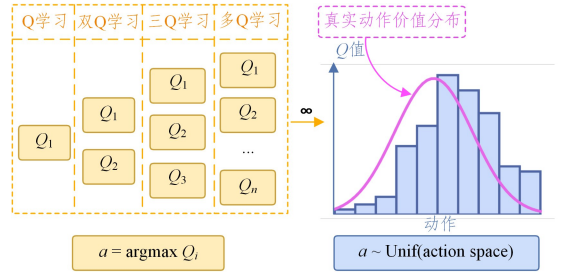 Q学习 双Q学习 三Q学习 多Q学习
真实动作价值分布
Q值
Q1
Q1
Q2
Q1
Q2
Q3
Q1
Q2
...
Qn
∞
动作
a = argmax Qi
a ~ Unif(action space)